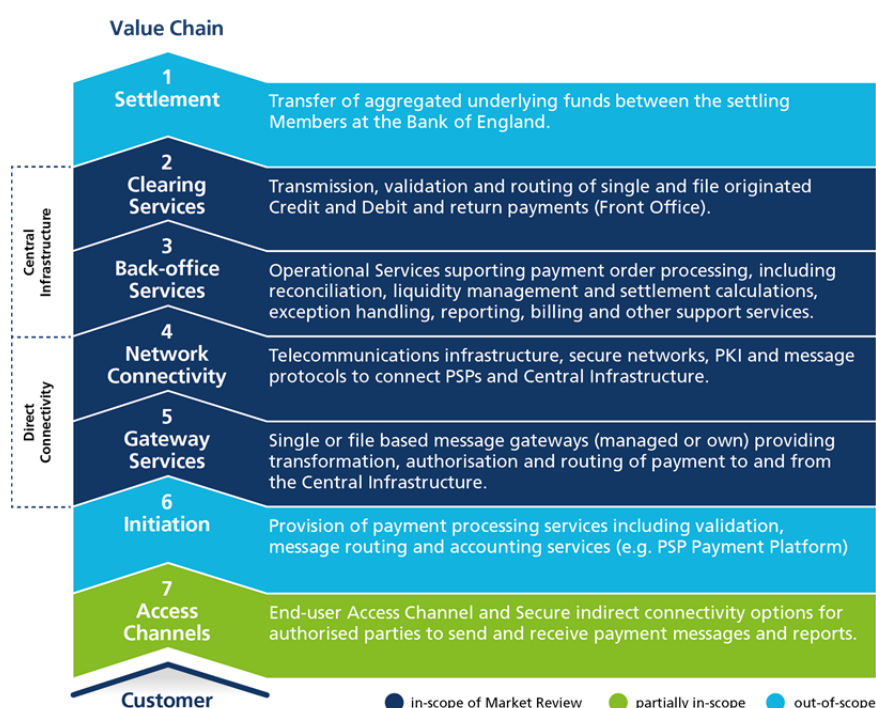 Value Chain
1
Settlement
Transfer of aggregated underlying funds between the settling
Members at the Bank of England.
Central
Infrastructure
2
Clearing
Services
Transmission, validation and routing of single and file originated
Credit and Debit and return payments (Front Office).
3
Back-office
Services
Operational Services suporting payment order processing, including
reconciliation, liquidity management and settlement calculations,
exception handling, reporting, billing and other support services.
Direct
Connectivity
4
Network
Connectivity
Telecommunications infrastructure, secure networks, PKI and message
protocols to connect PSPs and Central Infrastructure.
5
Gateway
Services
Single or file based message gateways (managed or own) providing
transformation, authorisation and routing of payment to and from
the Central Infrastructure.
6
Initiation
Provision of payment processing services including validation,
message routing and accounting services (e.g. PSP Payment Platform)
7
Access
Channels
End-user Access Channel and Secure indirect connectivity options for
authorised parties to send and receive payment messages and reports.
Customer
in-scope of Market Review
partially in-scope
out-of-scope